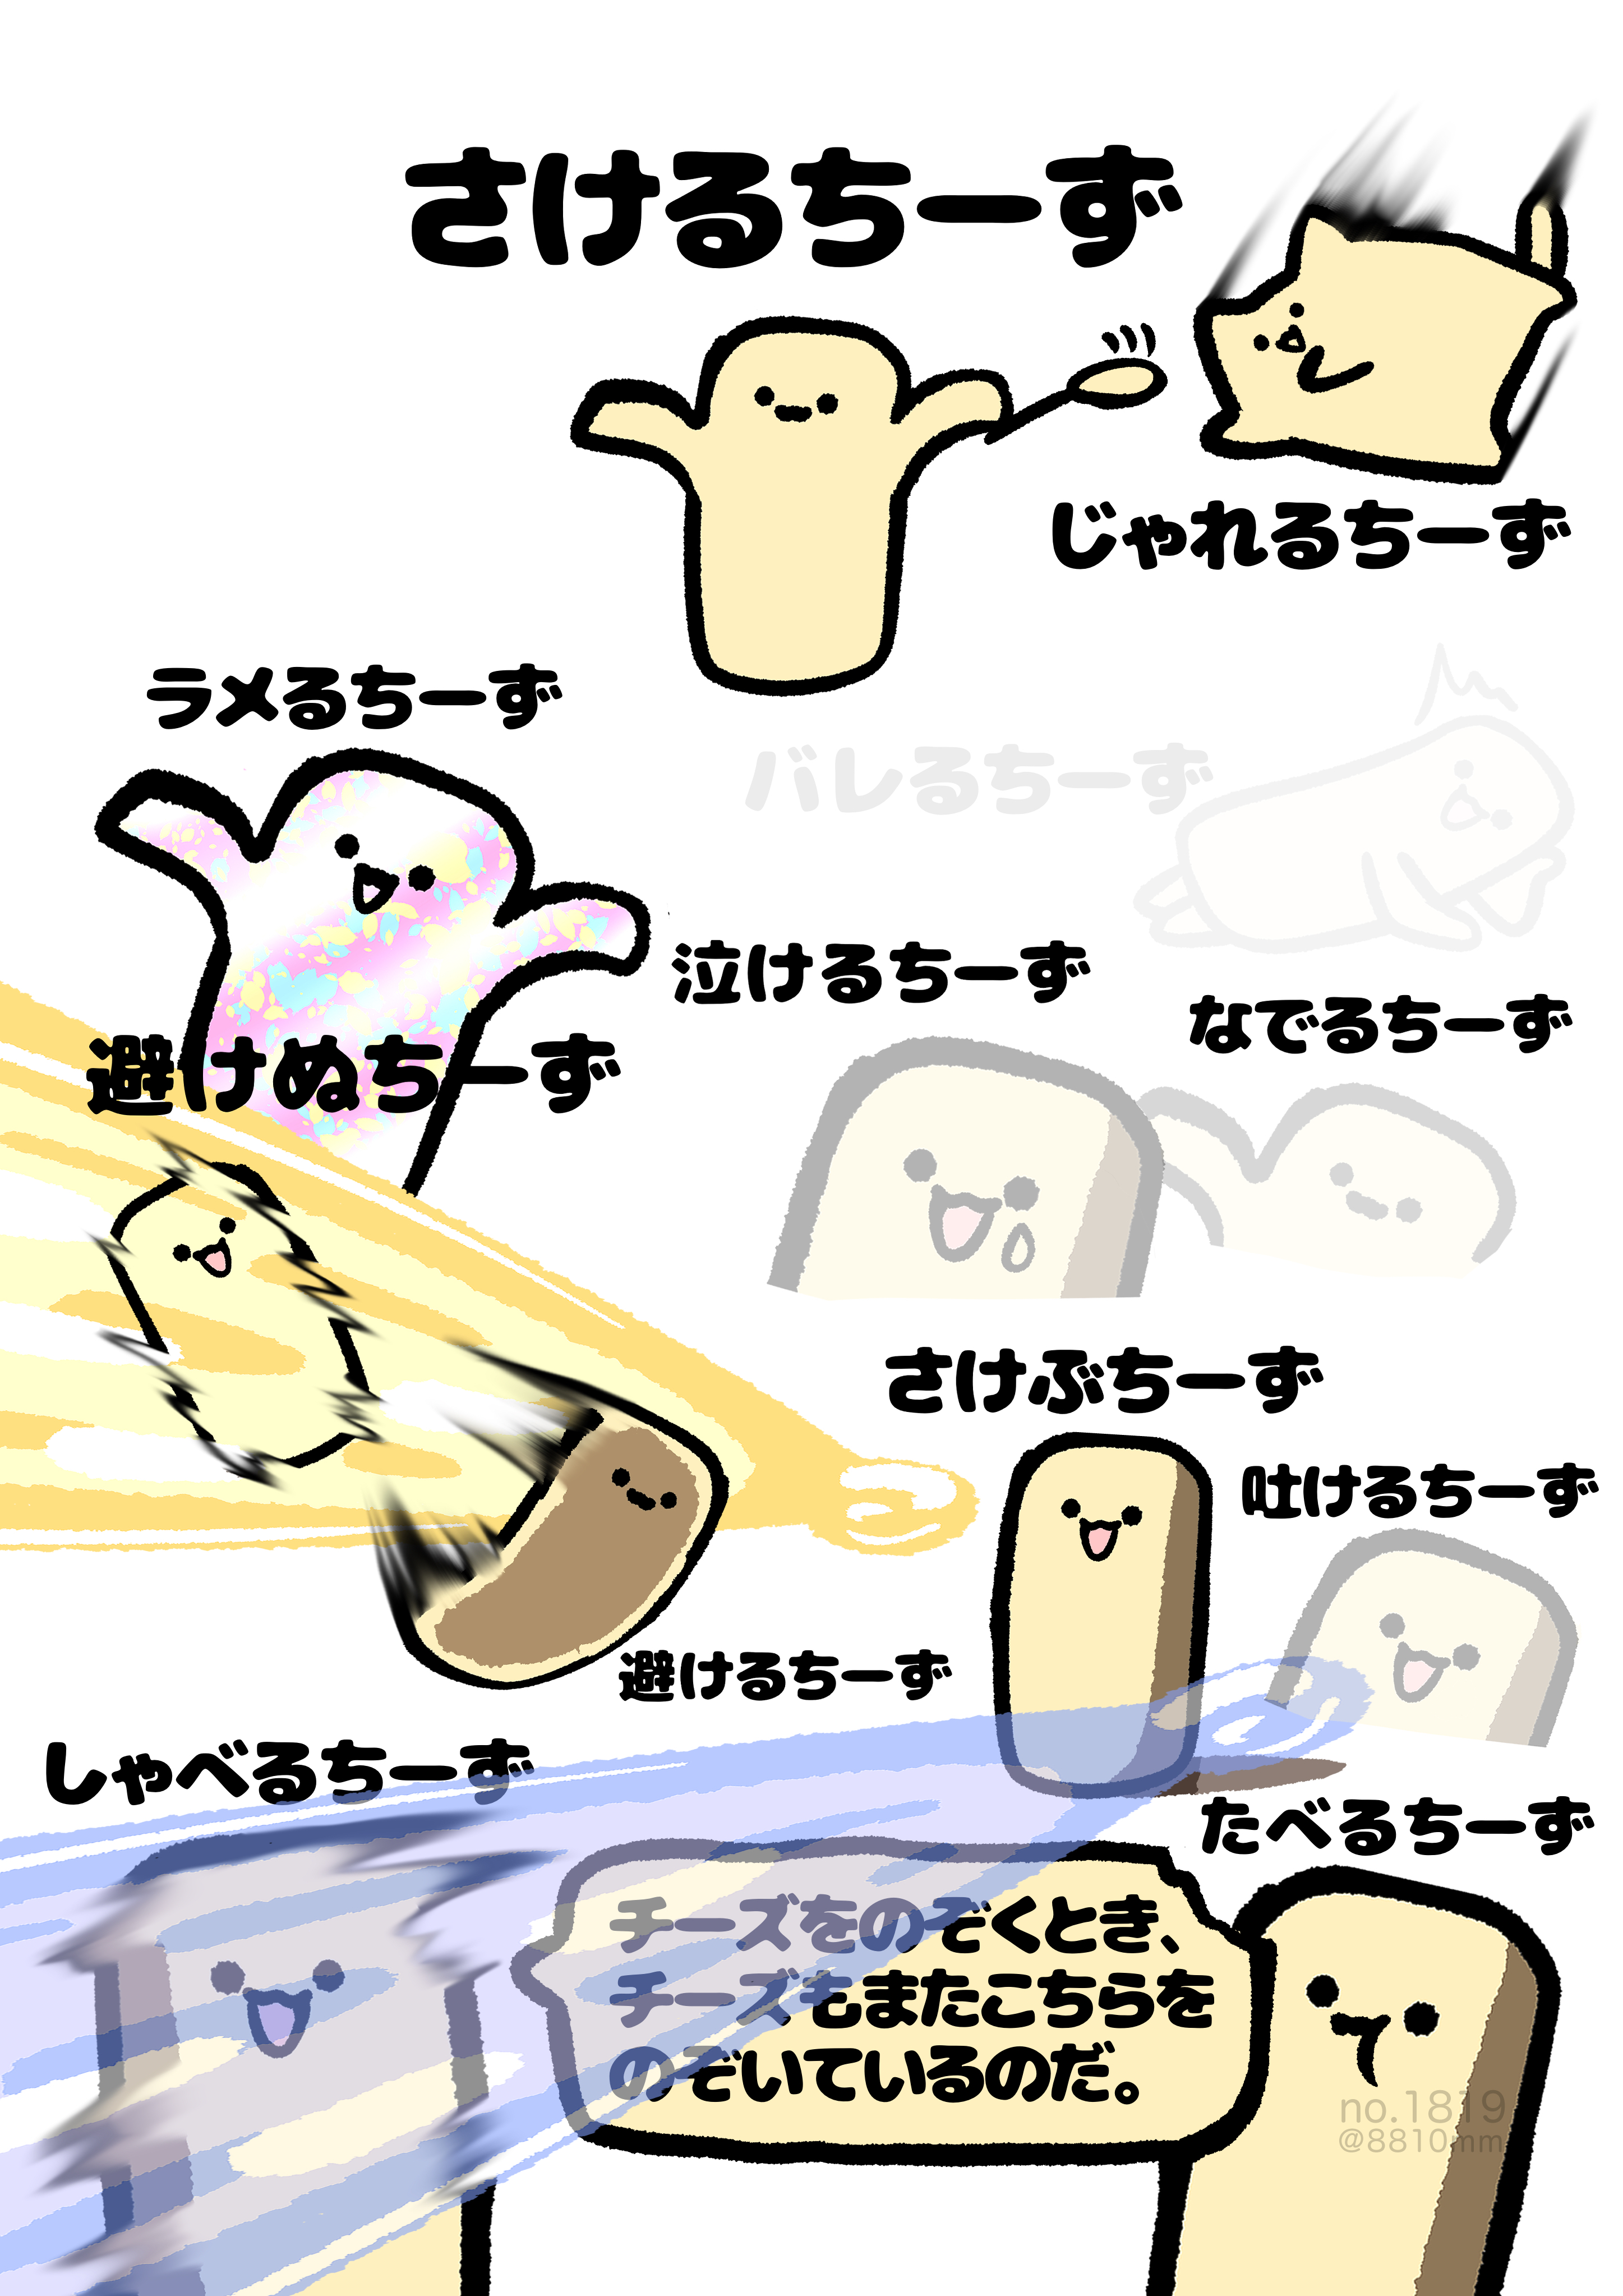 さけるちーず
じゃれるちーず
ラメるちーず
バレるちーず
泣けるちーず
なでるちーず
避けぬちーず
さけぶちーず
吐けるちーず
避けるちーず
しゃべるちーず
たべるちーず
チーズをのぞくとき、
チーズもまたこちらを
のぞいているのだ。
no.1819
@8810mm